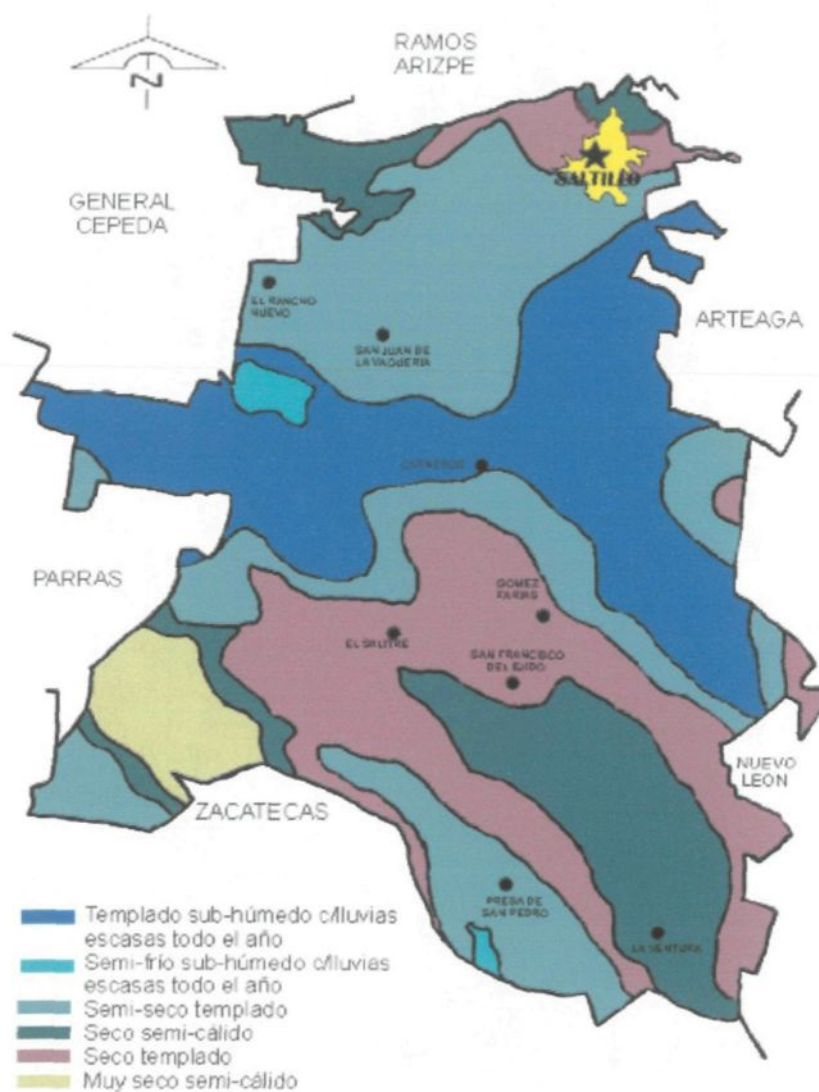 RAMOS
ARIZPE
N
SALTILLO
GENERAL
CEPEDA
EL RANCHO
NUEVO
SAN JUAN DE
LA VAQUERIA
ARTEAGA
PARRAS
GOMEZ
FARIAS
EL SALITRE
SAN FRANCISCO
DEL EJIDO
NUEVO
LEON
ZACATECAS
PRESA DE
SAN PEDRO
LA VENTURA
Templado sub-húmedo c/lluvias
escasas todo el año
Semi-frío sub-húmedo c/lluvias
escasas todo el año
Semi-seco templado
Seco semi-cálido
Seco templado
Muy seco semi-cálido